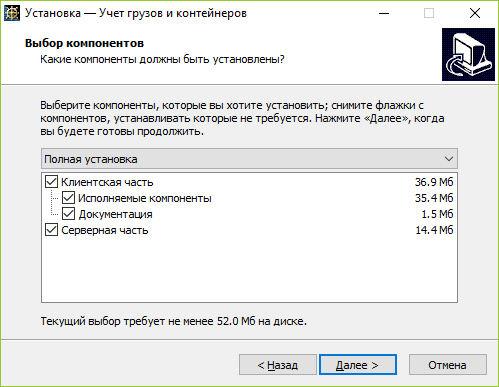 Установка — Учет грузов и контейнеров
Выбор компонентов
Какие компоненты должны быть установлены?
Выберите компоненты, которые вы хотите установить; снимите флажки с
компонентов, устанавливать которые не требуется. Нажмите «Далее», когда
вы будете готовы продолжить.
Полная установка
Клиентская часть 36.9 Мб
Исполняемые компоненты 35.4 Мб
Документация 1.5 Мб
Серверная часть 14.4 Мб
Текущий выбор требует не менее 52.0 Мб на диске.
< Назад Далее > Отмена